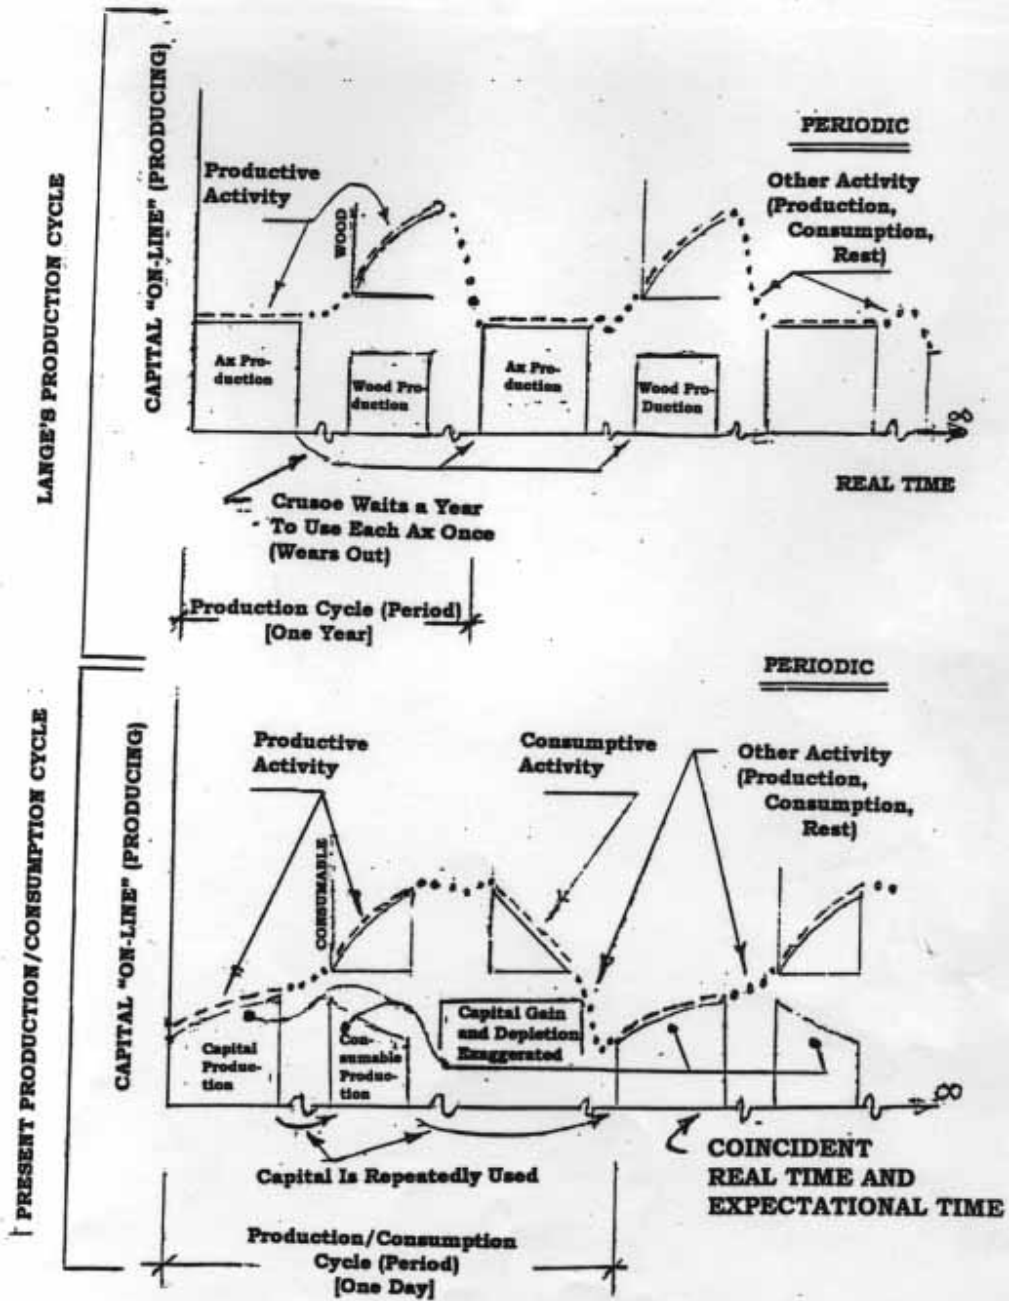 LANGE'S PRODUCTION CYCLE
CAPITAL "ON-LINE" (PRODUCING)
PERIODIC
Productive
Activity
WOOD
Other Activity
(Production,
Consumption,
Rest)
Ax Pro-
duction
Wood Pro-
duction
Ax Pro-
duction
Wood Pro-
Duction
∞
REAL TIME
Crusoe Waits a Year
To Use Each Ax Once
(Wears Out)
Production Cycle (Period)
[One Year]
PRESENT PRODUCTION/CONSUMPTION CYCLE
CAPITAL "ON-LINE" (PRODUCING)
PERIODIC
Productive
Activity
Consumptive
Activity
Other Activity
(Production,
Consumption,
Rest)
CONSUMABLE
Capital
Produc-
tion
Con-
sumable
Produc-
tion
Capital Gain
and Depletion
Exaggerated
∞
Capital Is Repeatedly Used
COINCIDENT
REAL TIME AND
EXPECTATIONAL TIME
Production/Consumption
Cycle (Period)
[One Day]